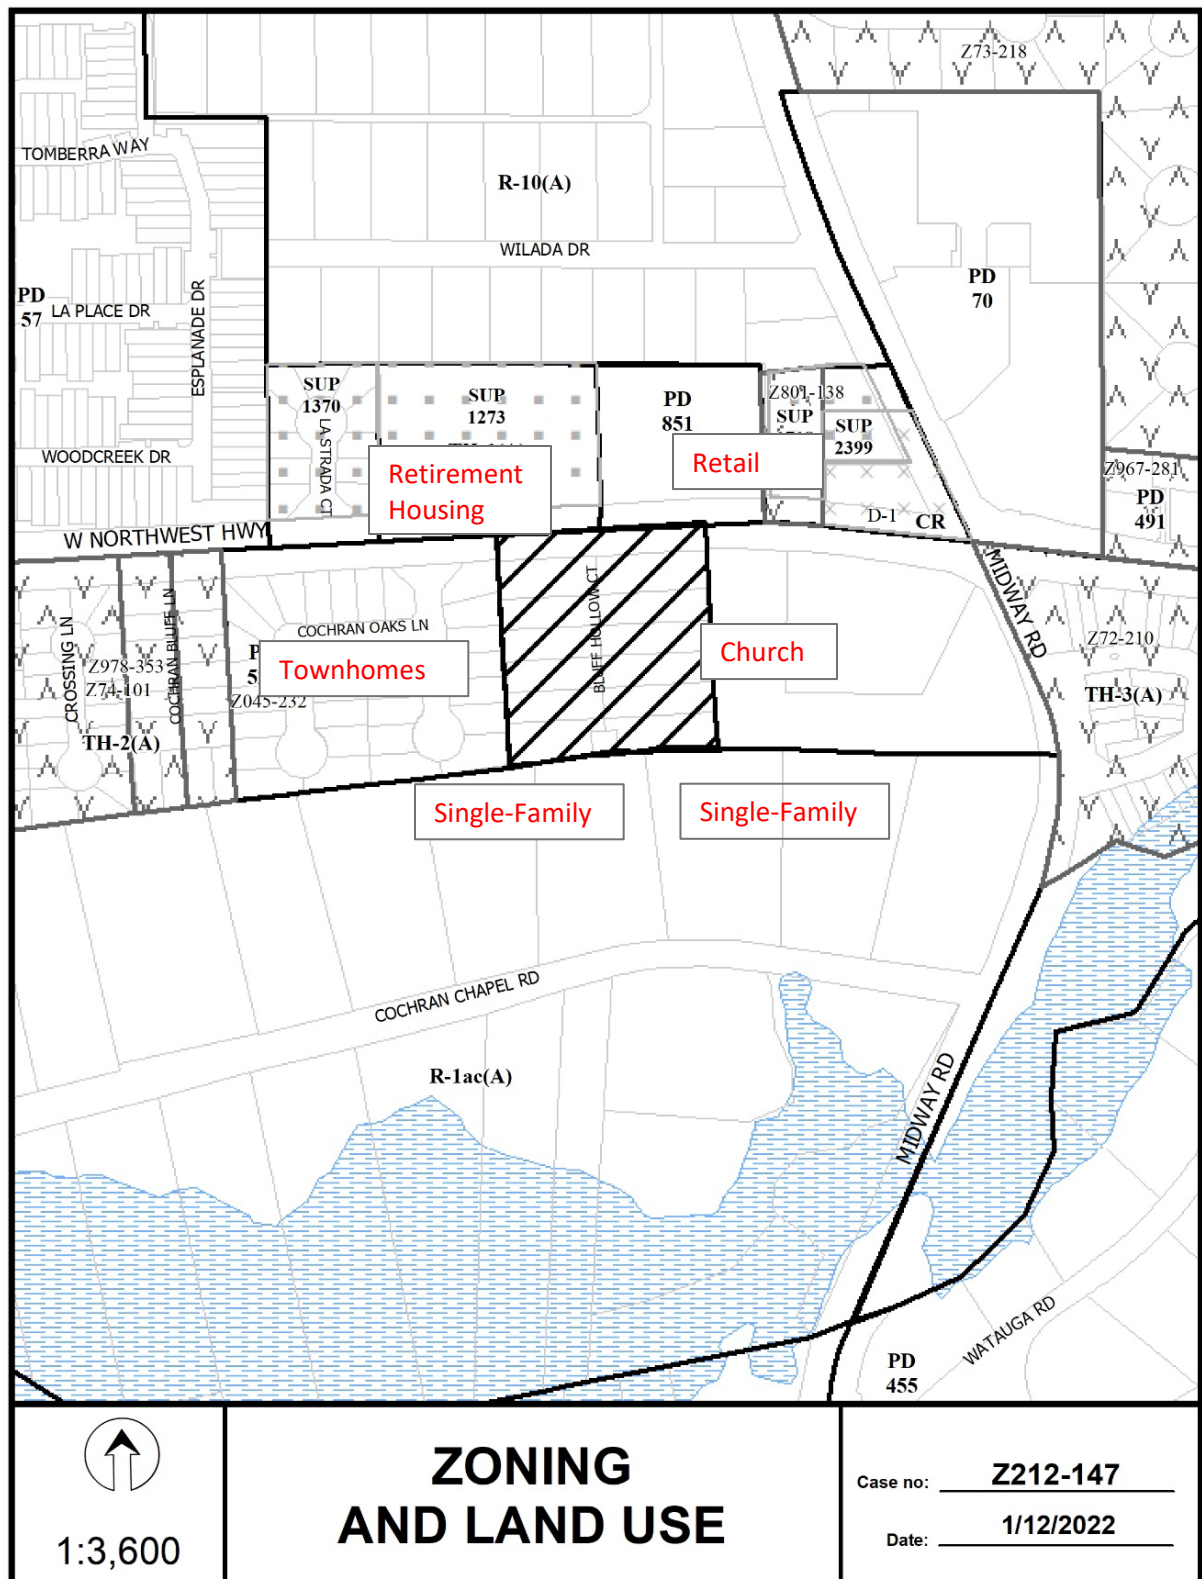 Z73-218
TOMBERRA WAY
R-10(A)
WILADA DR
PD
57
LA PLACE DR
ESPLANADE DR
PD
70
SUP
1370
SUP
1273
PD
851
Z801-138
SUP
SUP
2399
LA STRADA CT
WOODCREEK DR
Retirement
Housing
Retail
Z967-281
PD
491
D-1
CR
W NORTHWEST HWY
MIDWAY RD
BLUFF HOLLOW CT
COCHRAN OAKS LN
CROSSING LN
COCHRAN BLUFF LN
Z978-353
Z74-101
Z045-232
Townhomes
Church
Z72-210
TH-3(A)
TH-2(A)
Single-Family
Single-Family
COCHRAN CHAPEL RD
R-1ac(A)
MIDWAY RD
WATAUGA RD
PD
455
1:3,600
ZONING
AND LAND USE
Case no: Z212-147
Date: 1/12/2022